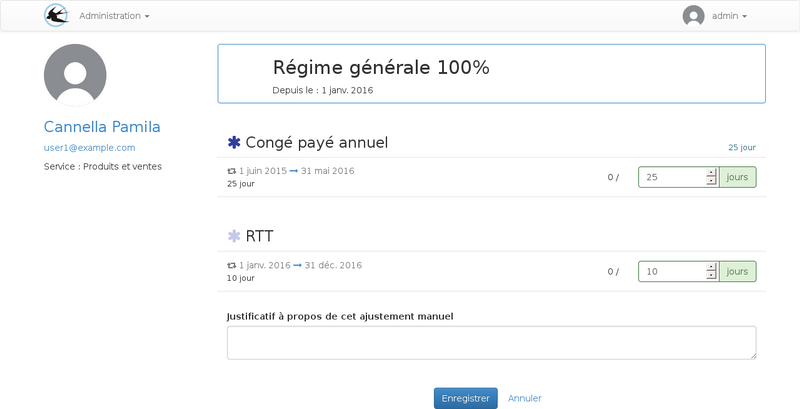 Administration
admin
Régime générale 100%
Depuis le : 1 janv. 2016
Cannella Pamila
user1@example.com
Service : Produits et ventes
Congé payé annuel
25 jour
1 juin 2015 → 31 mai 2016
25 jour
0 /
25
jours
RTT
1 janv. 2016 → 31 déc. 2016
10 jour
0 /
10
jours
Justificatif à propos de cet ajustement manuel
Enregistrer
Annuler